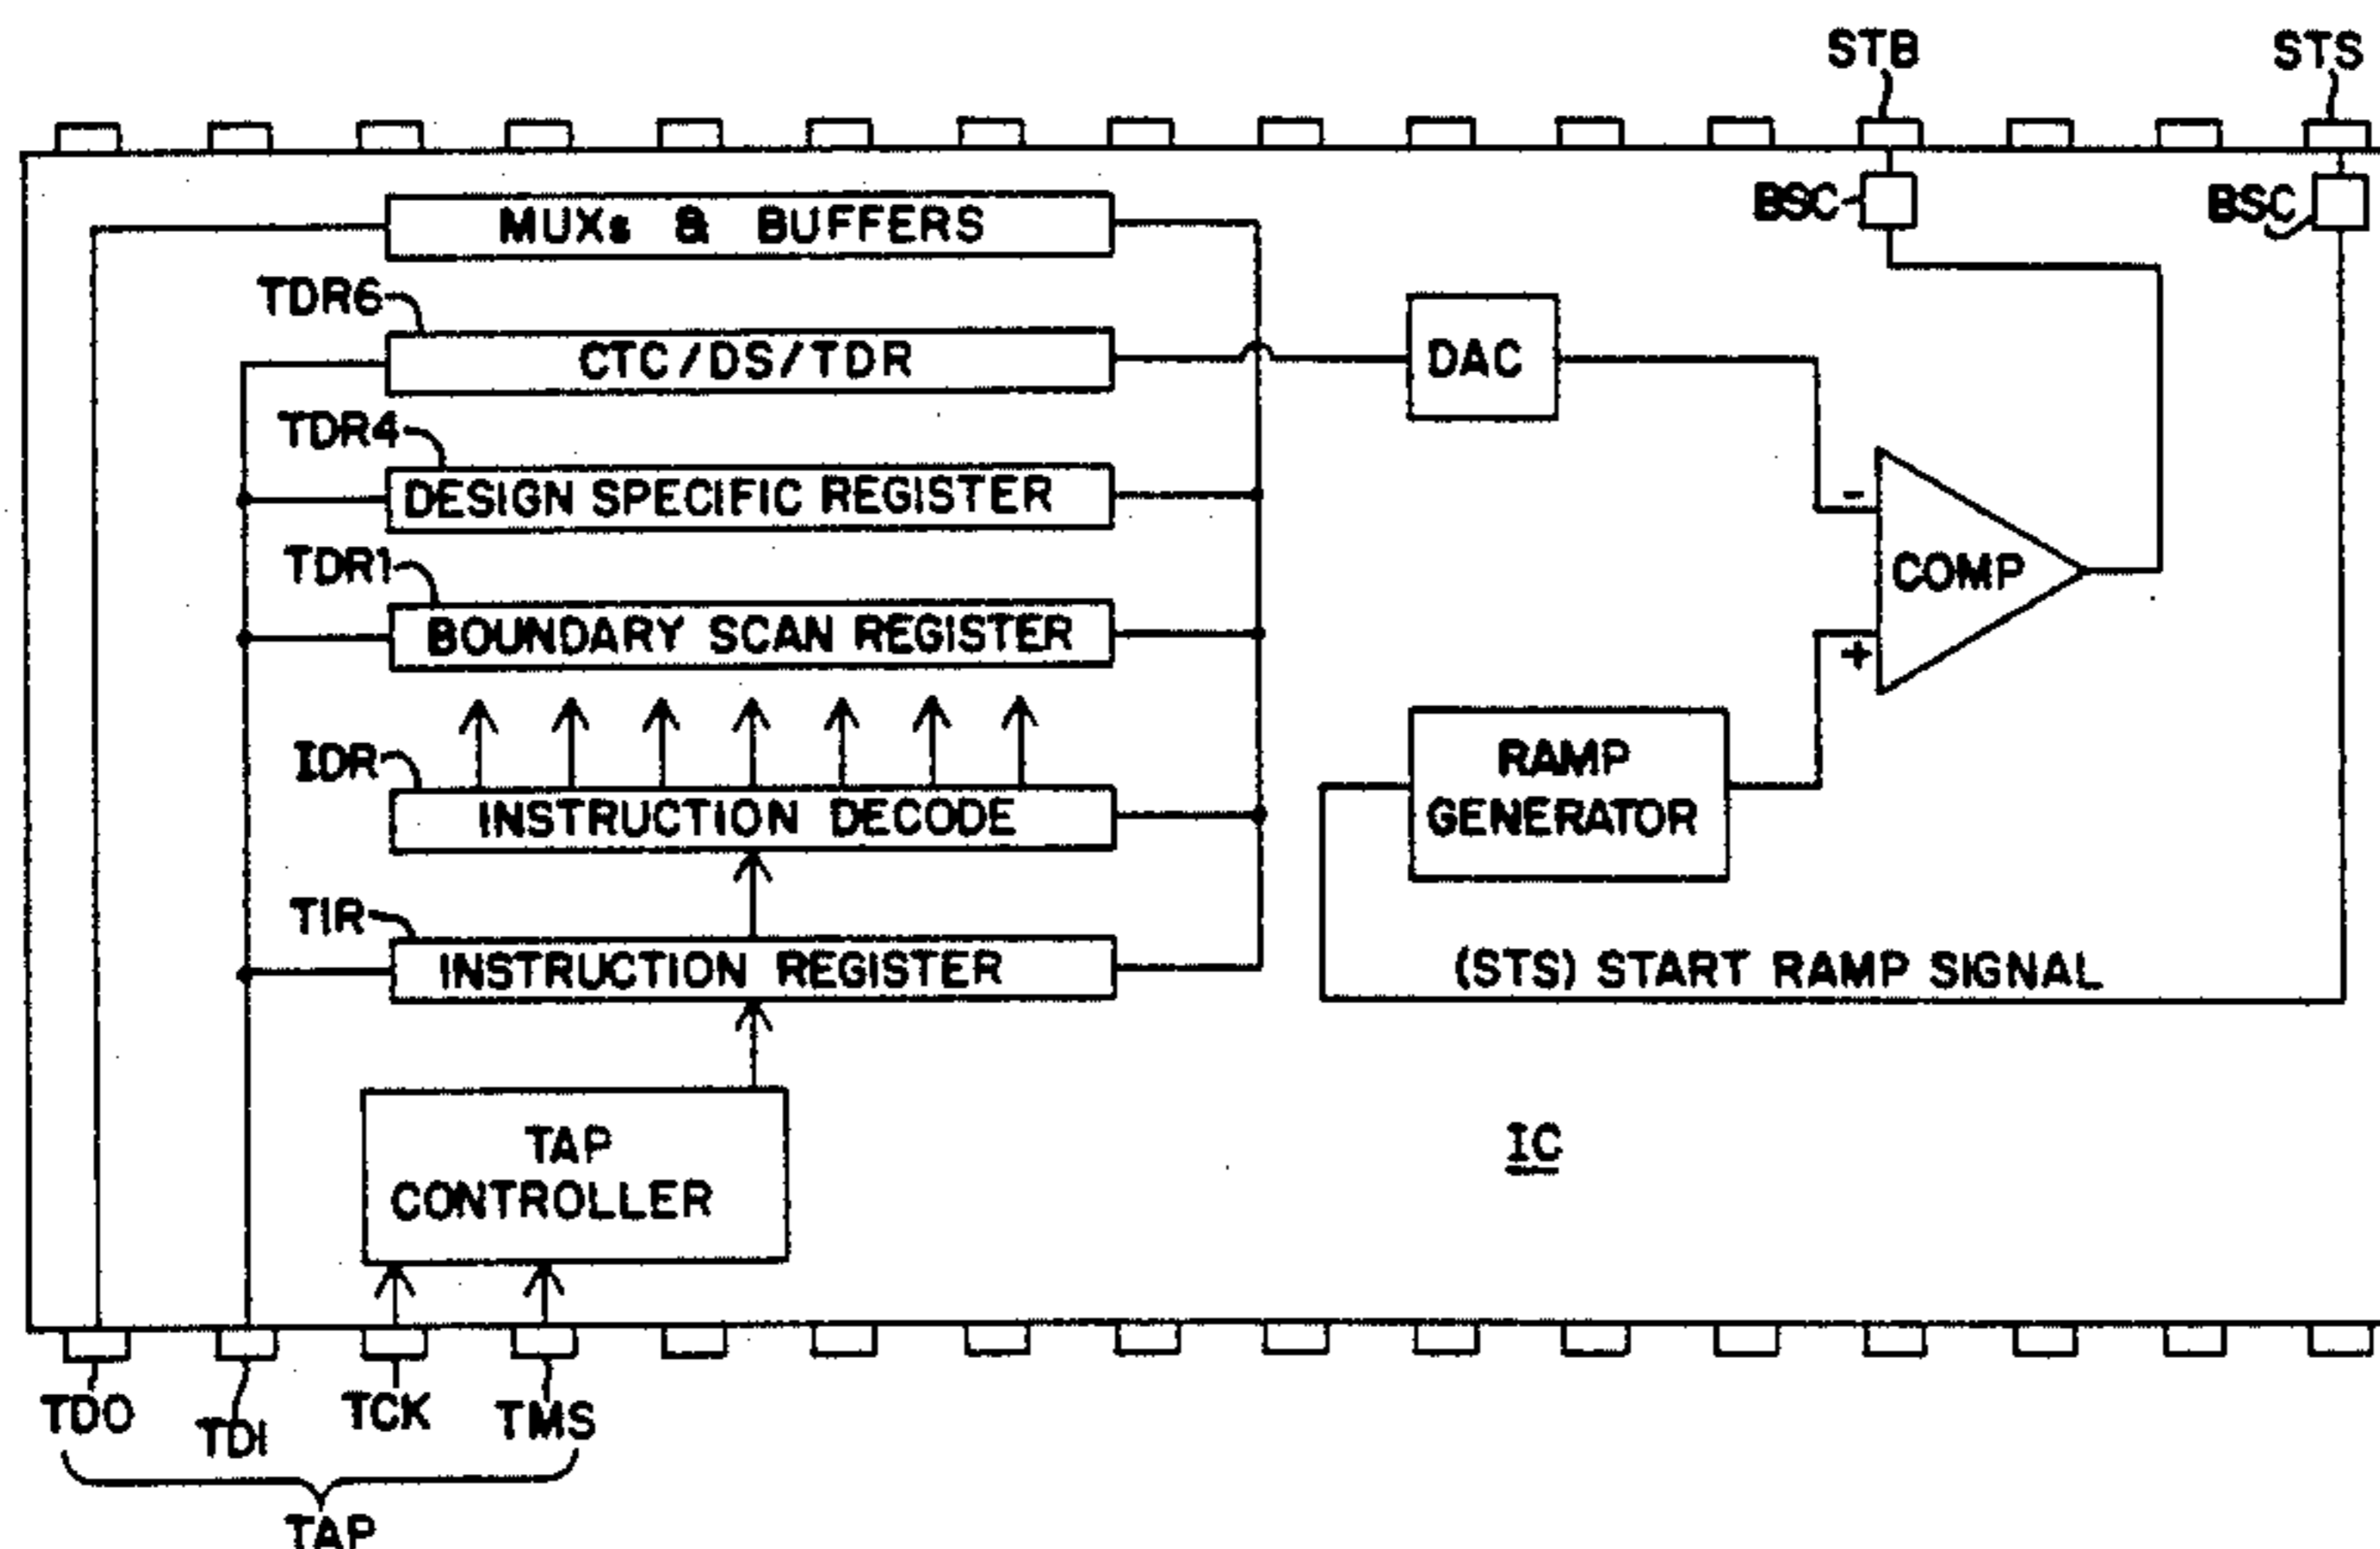 STB
STS
BSC
BSC
MUXs & BUFFERS
TDR6
CTC/DS/TDR
DAC
TDR4
DESIGN SPECIFIC REGISTER
-
TDR1
COMP
BOUNDARY SCAN REGISTER
+
IDR
RAMP
GENERATOR
INSTRUCTION DECODE
TIR
INSTRUCTION REGISTER
(STS) START RAMP SIGNAL
TAP
CONTROLLER
IC
TDO
TDI
TCK
TMS
TAP